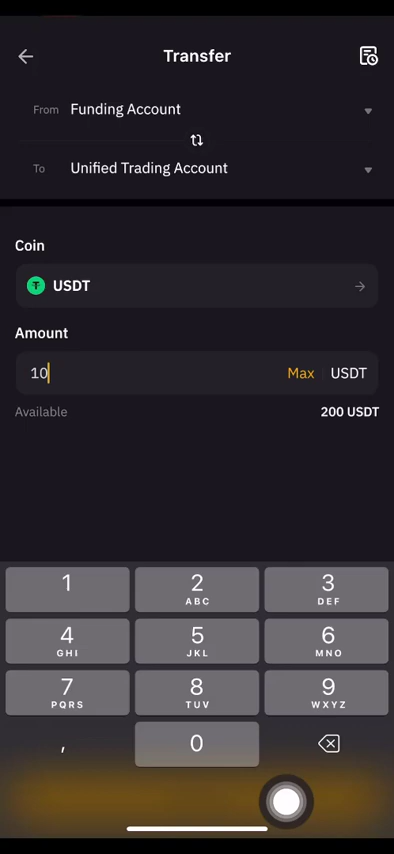 Transfer
From Funding Account
To Unified Trading Account
Coin
USDT
Amount
10 Max USDT
Available 200 USDT
1 2 3
ABC DEF
4 5 6
GHI JKL MNO
7 8 9
PQRS TUV WXYZ
, 0